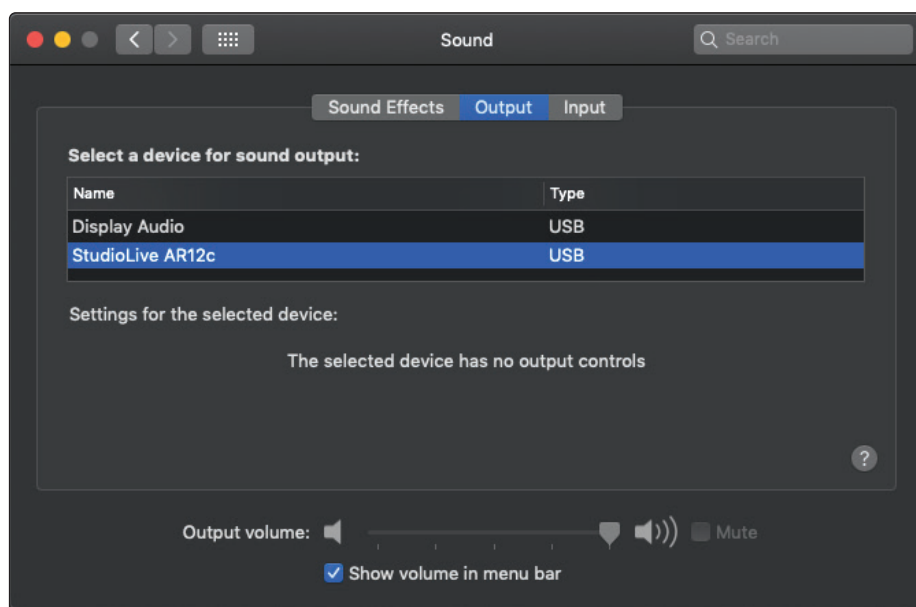 Sound
Search
Sound Effects Output Input
Select a device for sound output:
Name Type
Display Audio USB
StudioLive AR12c USB
Settings for the selected device:
The selected device has no output controls
?
Output volume: Mute
Show volume in menu bar